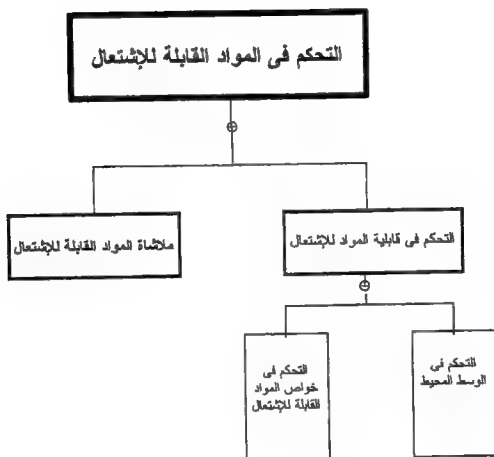 التحكم فى المواد القابلة للإشتعال
التحكم فى قابلية المواد للإشتعال
ملاشاة المواد القابلة للإشتعال
التحكم فى
الوسط المحيط
التحكم فى
خواص المواد
القابلة للإشتعال